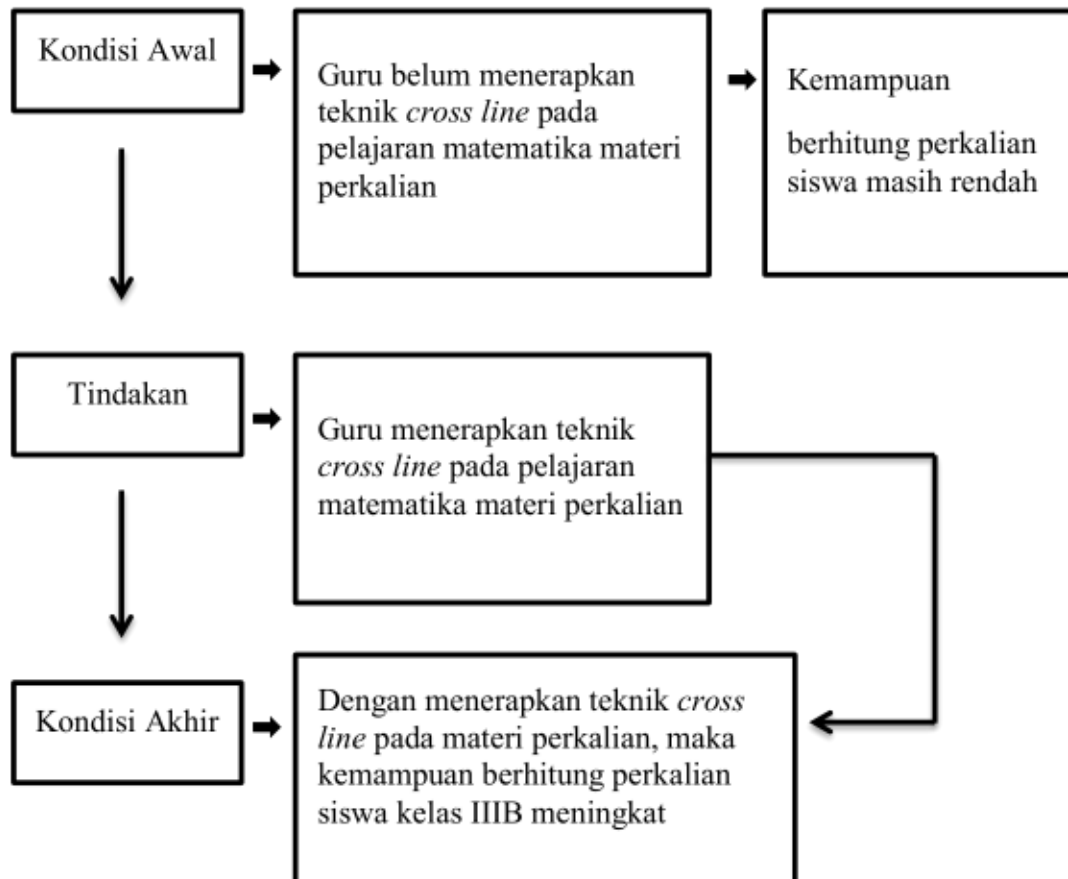 Kondisi Awal
Guru belum menerapkan
teknik cross line pada
pelajaran matematika materi
perkalian
Kemampuan
berhitung perkalian
siswa masih rendah
Tindakan
Guru menerapkan teknik
cross line pada pelajaran
matematika materi perkalian
Kondisi Akhir
Dengan menerapkan teknik cross
line pada materi perkalian, maka
kemampuan berhitung perkalian
siswa kelas IIIB meningkat